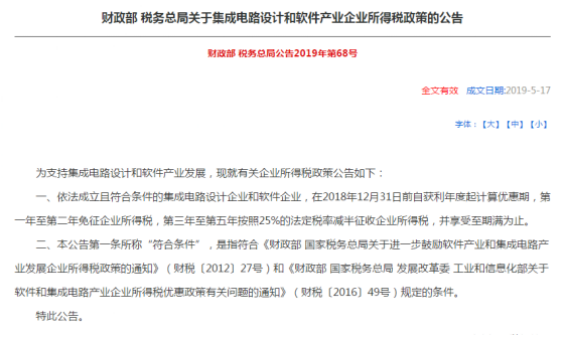 财政部 税务总局关于集成电路设计和软件产业企业所得税政策的公告
财政部 税务总局公告2019年第68号
全文有效 成文日期:2019-5-17
字体：【大】【中】【小】
为支持集成电路设计和软件产业发展，现就有关企业所得税政策公告如下：
一、依法成立且符合条件的集成电路设计企业和软件企业，在2018年12月31日前自获利年度起计算优惠期，第
一年至第二年免征企业所得税，第三年至第五年按照25%的法定税率减半征收企业所得税，并享受至期满为止。
二、本公告第一条所称“符合条件”，是指符合《财政部 国家税务总局关于进一步鼓励软件产业和集成电路产
业发展企业所得税政策的通知》（财税〔2012〕27号）和《财政部 国家税务总局 发展改革委 工业和信息化部关于
软件和集成电路产业企业所得税优惠政策有关问题的通知》（财税〔2016〕49号）规定的条件。
特此公告。